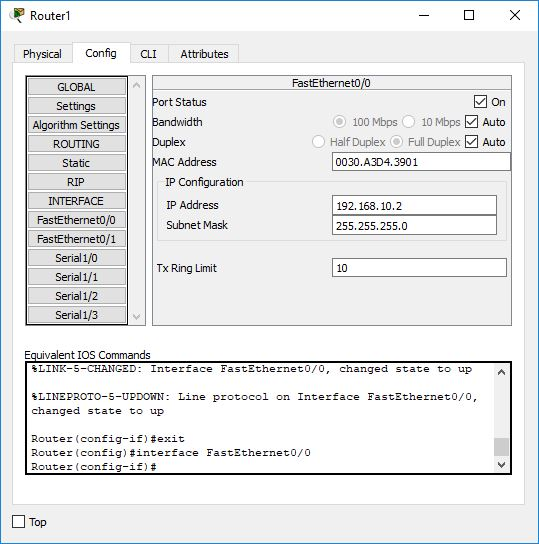 Router1
Physical Config CLI Attributes
GLOBAL
Settings
Algorithm Settings
ROUTING
Static
RIP
INTERFACE
FastEthernet0/0
FastEthernet0/1
Serial1/0
Serial1/1
Serial1/2
Serial1/3
FastEthernet0/0
Port Status On
Bandwidth 100 Mbps 10 Mbps Auto
Duplex Half Duplex Full Duplex Auto
MAC Address 0030.A3D4.3901
IP Configuration
IP Address 192.168.10.2
Subnet Mask 255.255.255.0
Tx Ring Limit 10
Equivalent IOS Commands
%LINK-5-CHANGED: Interface FastEthernet0/0, changed state to up
%LINEPROTO-5-UPDOWN: Line protocol on Interface FastEthernet0/0,
changed state to up
Router(config-if)#exit
Router(config)#interface FastEthernet0/0
Router(config-if)#
Top